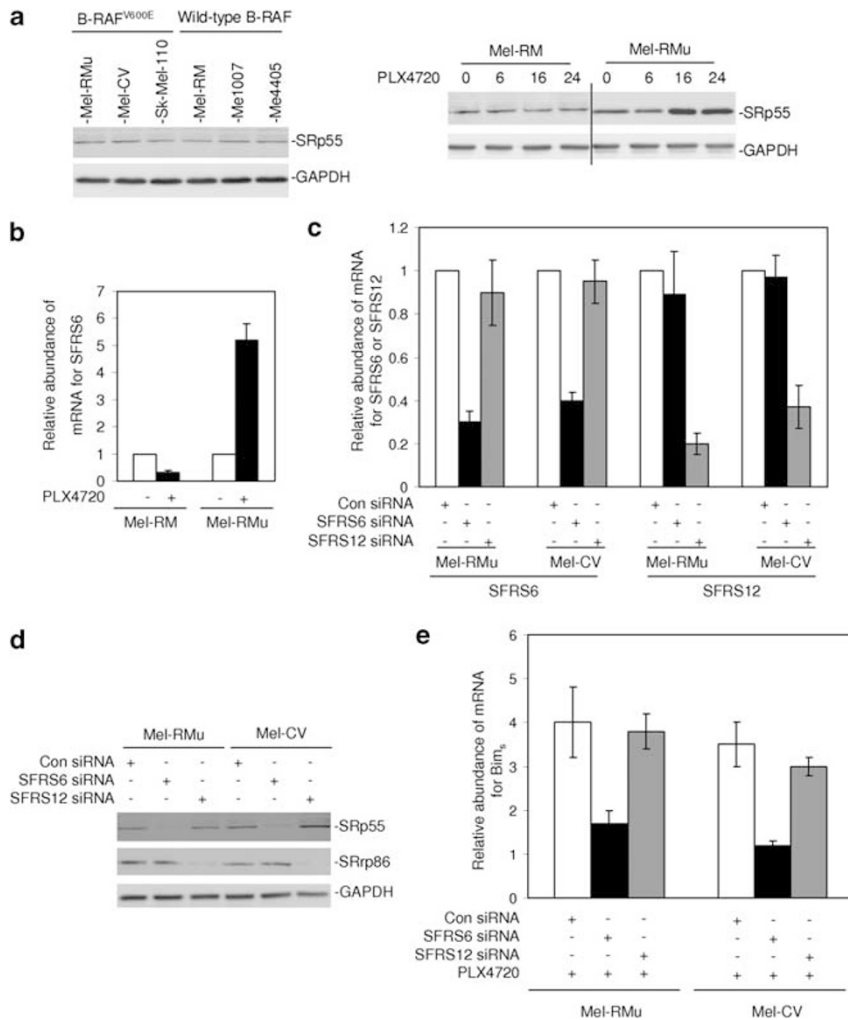 a
B-RAFV600E Wild-type B-RAF
-Mel-RMu
-Mel-CV
-Sk-Mel-110
-Mel-RM
-Me1007
-Me4405
-SRp55
-GAPDH
Mel-RM Mel-RMu
PLX4720 0 6 16 24 0 6 16 24
-SRp55
-GAPDH
b
Relative abundance of
mRNA for SFRS6
7
6
5
4
3
2
1
0
PLX4720 - + - +
Mel-RM Mel-RMu
c
Relative abundance of mRNA
for SFRS6 or SFRS12
1.2
1
0.8
0.6
0.4
0.2
0
Con siRNA + - - + - - + - - + - -
SFRS6 siRNA - + - - + - - + - - + -
SFRS12 siRNA - - + - - + - - + - - +
Mel-RMu Mel-CV Mel-RMu Mel-CV
SFRS6 SFRS12
d
Mel-RMu Mel-CV
Con siRNA + - - + - -
SFRS6 siRNA - + - - + -
SFRS12 siRNA - - + - - +
-SRp55
-SRrp86
-GAPDH
e
Relative abundance of mRNA
for Bims
6
5
4
3
2
1
0
Con siRNA + - - + - -
SFRS6 siRNA - + - - + -
SFRS12 siRNA - - + - - +
PLX4720 + + + + + +
Mel-RMu Mel-CV